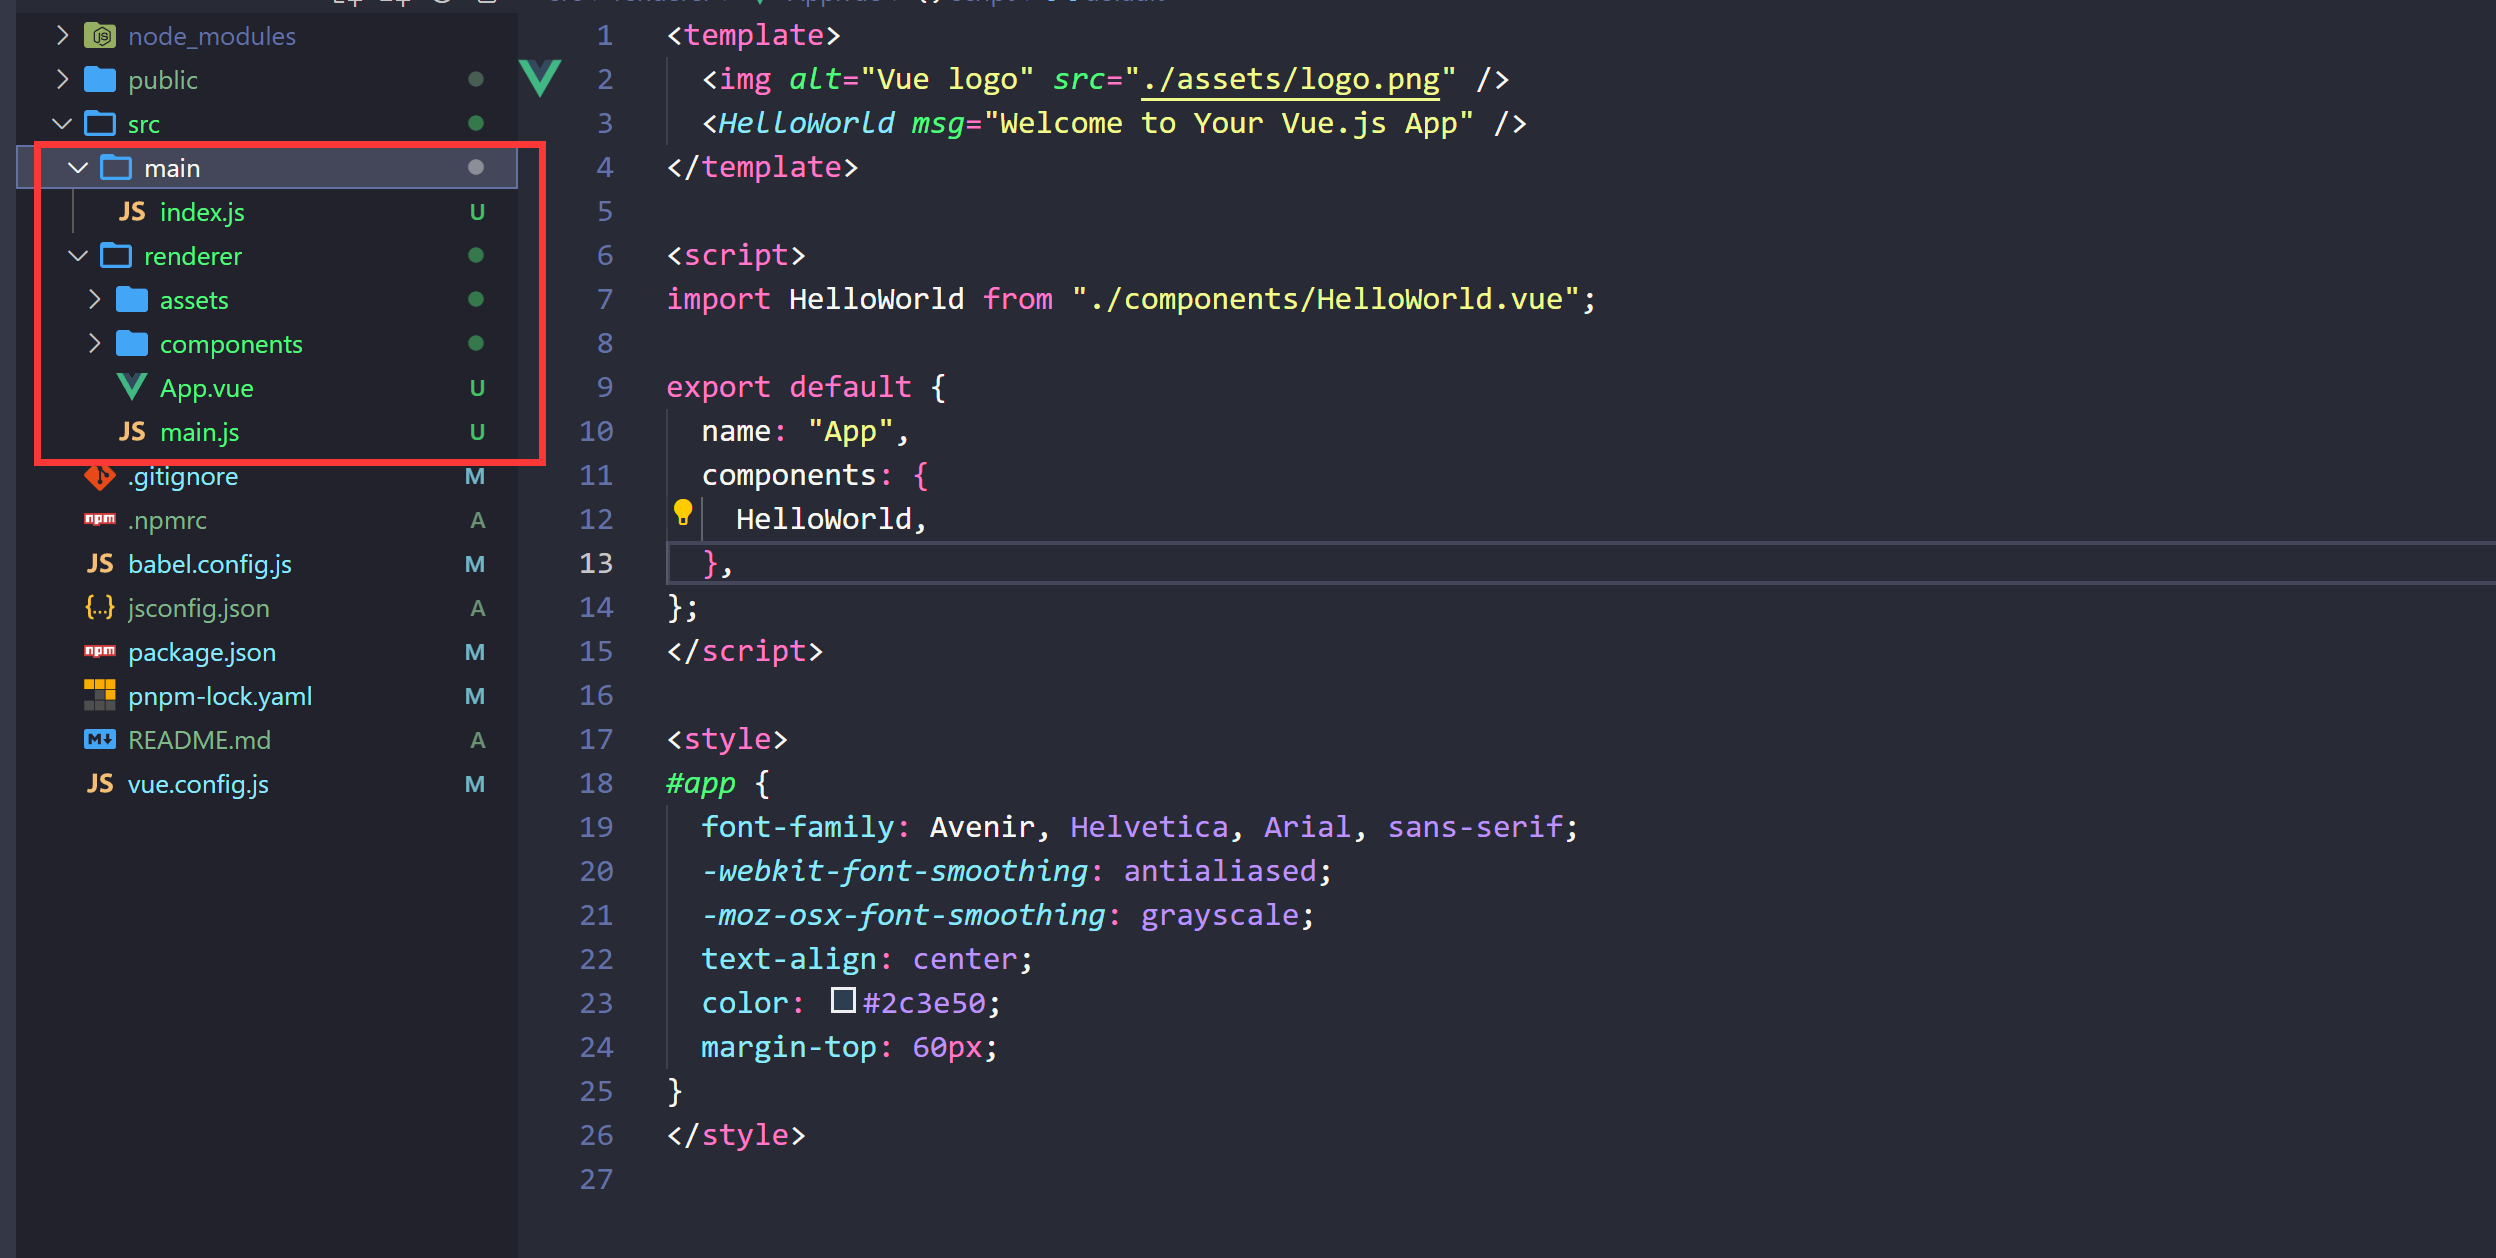 node_modules
public
src
main
JS index.js U
renderer
assets
components
App.vue U
JS main.js U
.gitignore M
npm .npmrc A
JS babel.config.js M
{...} jsconfig.json A
npm package.json M
pnpm-lock.yaml M
M README.md A
JS vue.config.js M
1 <template>
2 <img alt="Vue logo" src="./assets/logo.png" />
3 <HelloWorld msg="Welcome to Your Vue.js App" />
4 </template>
5
6 <script>
7 import HelloWorld from "./components/HelloWorld.vue";
8
9 export default {
10 name: "App",
11 components: {
12 HelloWorld,
13 },
14 };
15 </script>
16
17 <style>
18 #app {
19 font-family: Avenir, Helvetica, Arial, sans-serif;
20 -webkit-font-smoothing: antialiased;
21 -moz-osx-font-smoothing: grayscale;
22 text-align: center;
23 color: #2c3e50;
24 margin-top: 60px;
25 }
26 </style>
27